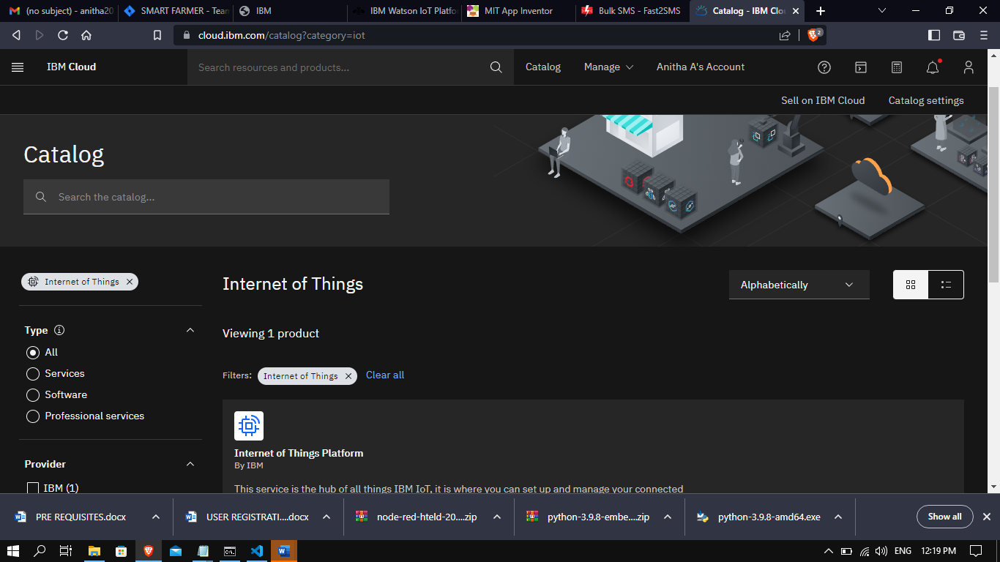 (no subject) - anitha20
SMART FARMER - Team
IBM
IBM Watson IoT Platfo
MIT App Inventor
Bulk SMS - Fast2SMS
Catalog - IBM Clou
cloud.ibm.com/catalog?category=iot
2
IBM Cloud
Search resources and products...
Catalog
Manage
Anitha A's Account
Sell on IBM Cloud
Catalog settings
Catalog
Search the catalog...
Internet of Things
Type
All
Services
Software
Professional services
Provider
IBM (1)
Internet of Things
Alphabetically
Viewing 1 product
Filters:
Internet of Things
Clear all
Internet of Things Platform
By IBM
This service is the hub of all things IBM IoT, it is where you can set up and manage your connected
PRE REQUISITES.docx
USER REGISTRATI....docx
node-red-hteld-20....zip
python-3.9.8-embe....zip
python-3.9.8-amd64.exe
Show all
ENG
12:19 PM